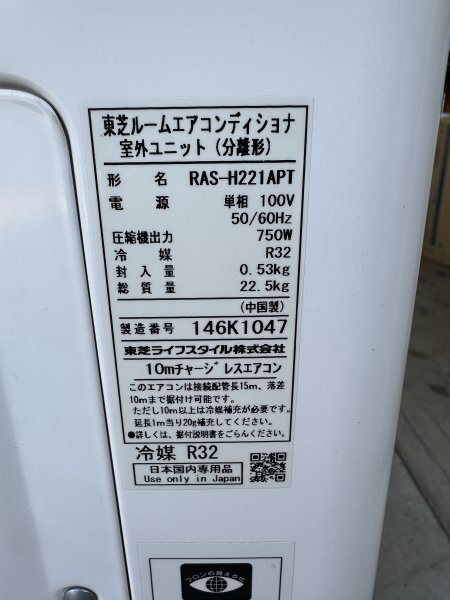 東芝ルームエアコンディショナ
室外ユニット（分離形）
形名 RAS-H221APT
電源 単相 100V
50/60Hz
圧縮機出力 750W
冷媒 R32
封入量 0.53kg
総質量 22.5kg
（中国製）
製造番号 146K1047
東芝ライフスタイル株式会社
10mチャージレスエアコン
このエアコンは接続配管長15m、落差
10mまで据付け可能です。
ただし10m以上は冷媒補充が必要です。
延長1m当り20g補充してください。
●詳しくは、据付説明書をごらんください。
冷媒 R32
日本国内専用品
Use only in Japan
フロンの見える化